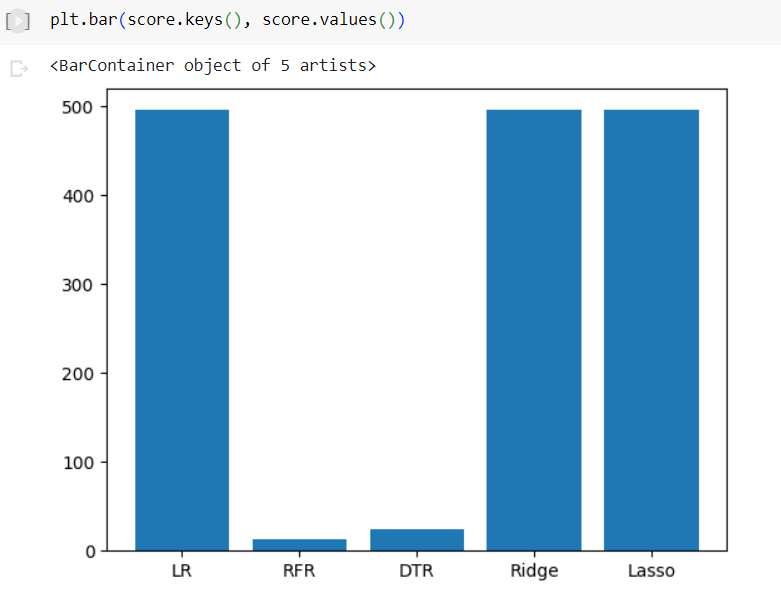 [ ] plt.bar(score.keys(), score.values())
<BarContainer object of 5 artists>
500
400
300
200
100
0
LR RFR DTR Ridge Lasso